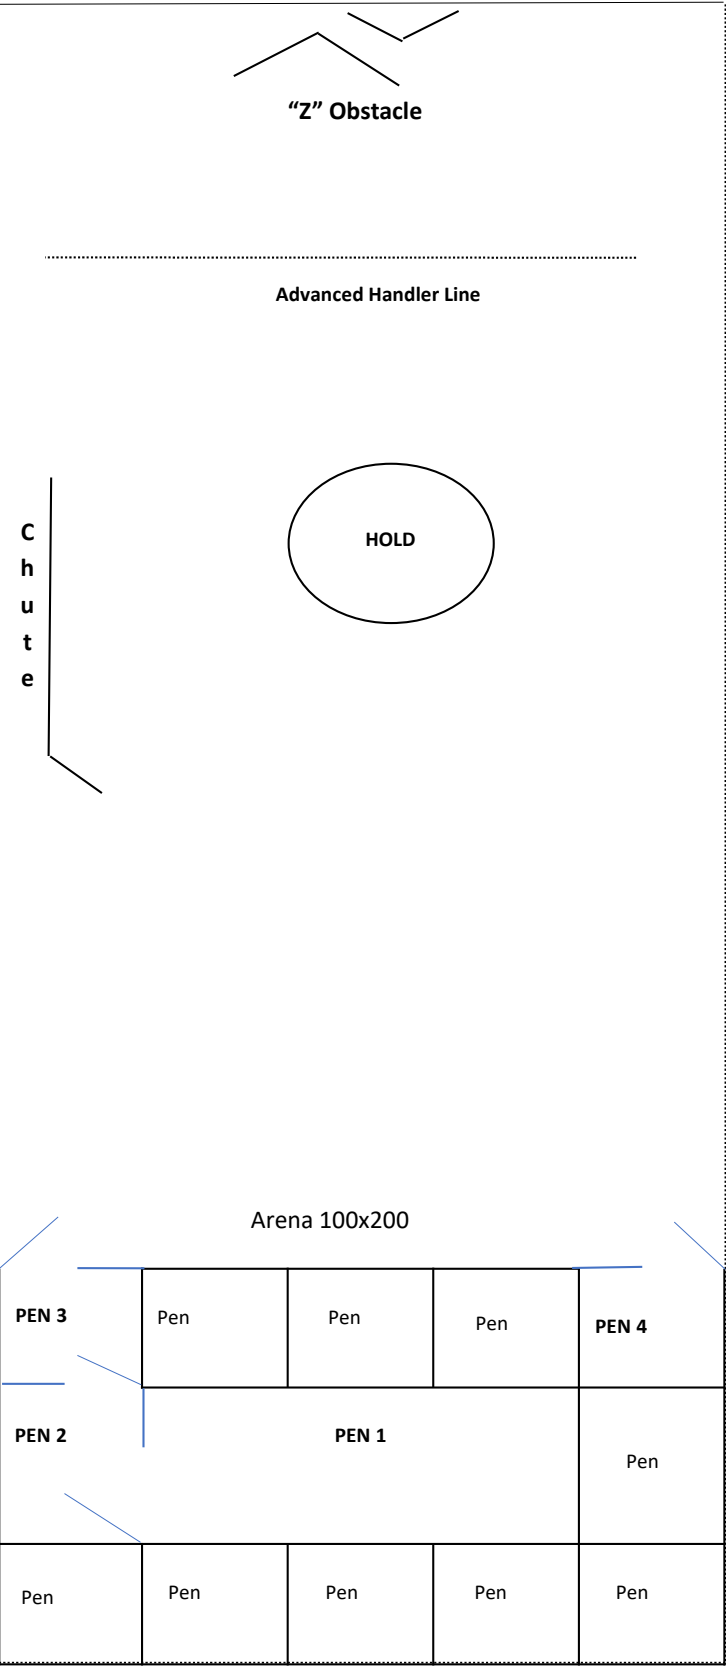 “Z” Obstacle
Advanced Handler Line
HOLD
C
h
u
t
e
Arena 100x200
PEN 3
Pen
Pen
Pen
PEN 4
PEN 2
PEN 1
Pen
Pen
Pen
Pen
Pen
Pen